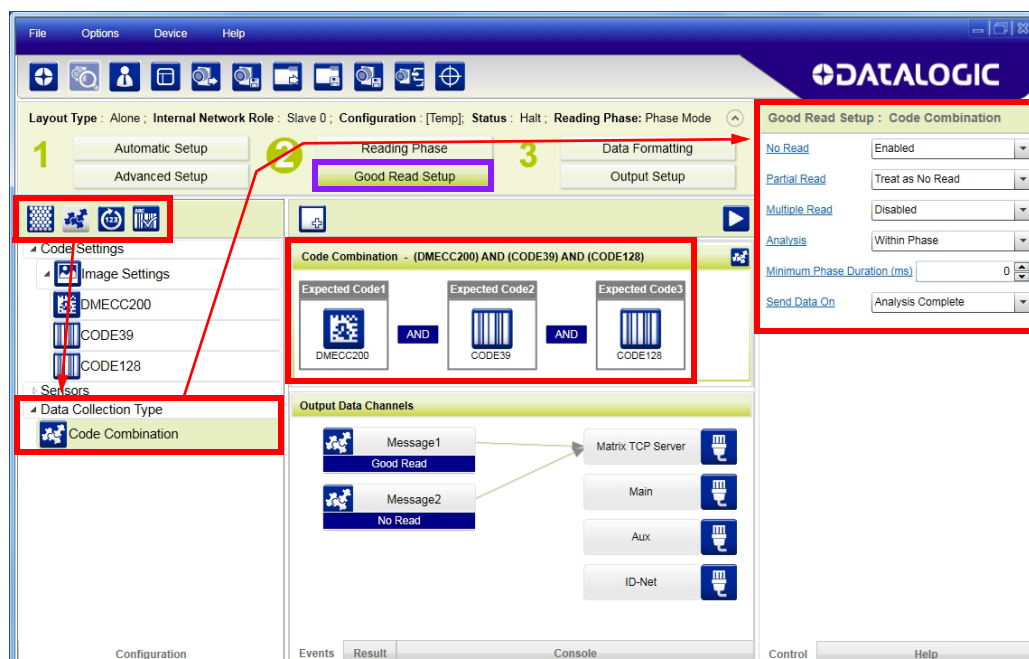 File Options Device Help
DATALOGIC
Layout Type : Alone ; Internal Network Role : Slave 0 ; Configuration : [Temp]; Status : Halt ; Reading Phase: Phase Mode
1 Automatic Setup
Advanced Setup
2 Reading Phase
Good Read Setup
3 Data Formatting
Output Setup
123
ABC
Code Settings
Image Settings
DMECC200
CODE39
CODE128
Sensors
Data Collection Type
Code Combination
Configuration
Code Combination - (DMECC200) AND (CODE39) AND (CODE128)
Expected Code1 Expected Code2 Expected Code3
AND AND
DMECC200 CODE39 CODE128
Output Data Channels
Message1
Good Read
Message2
No Read
Matrix TCP Server
Main
Aux
ID-Net
Events Result Console
Good Read Setup : Code Combination
No Read Enabled
Partial Read Treat as No Read
Multiple Read Disabled
Analysis Within Phase
Minimum Phase Duration (ms) 0
Send Data On Analysis Complete
Control Help